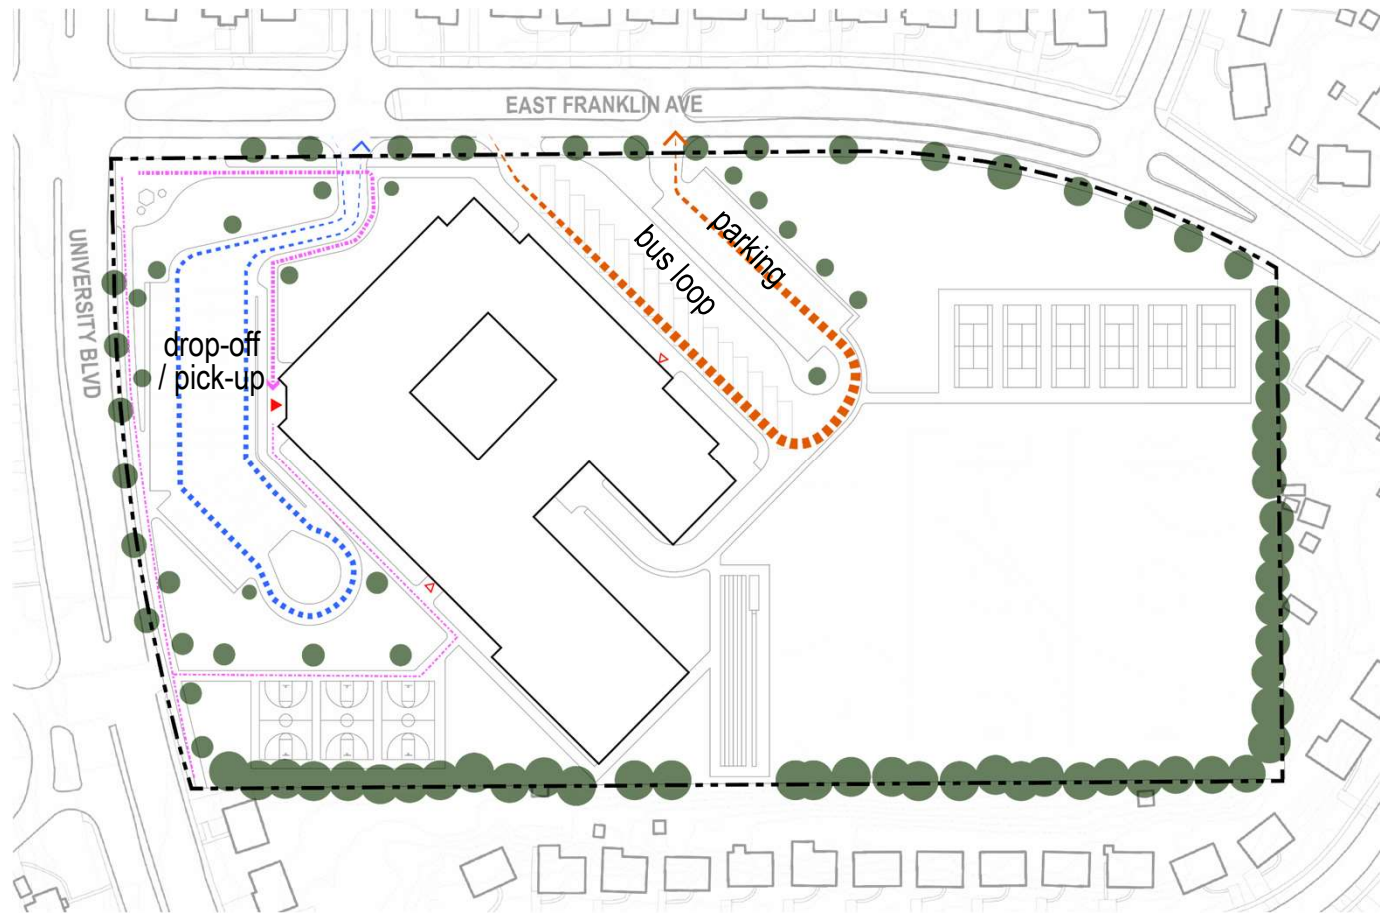 EAST FRANKLIN AVE
UNIVERSITY BLVD
parking
bus loop
drop-off
/ pick-up